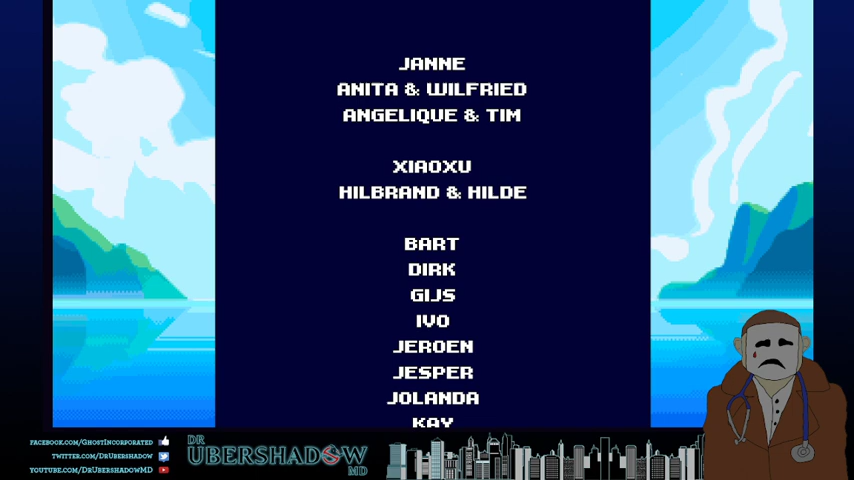 JANNE
ANITA & WILFRIED
ANGELIQUE & TIM
XIAOXU
HILBRAND & HILDE
BART
DIRK
GIJS
IVO
JEROEN
JESPER
JOLANDA
KAY
FACEBOOK.COM/GHOSTINCORPORATED
TWITTER.COM/DRUBERSHADOW
YOUTUBE.COM/DRUBERSHADOWMD
DR
UBERSHADOW
MD